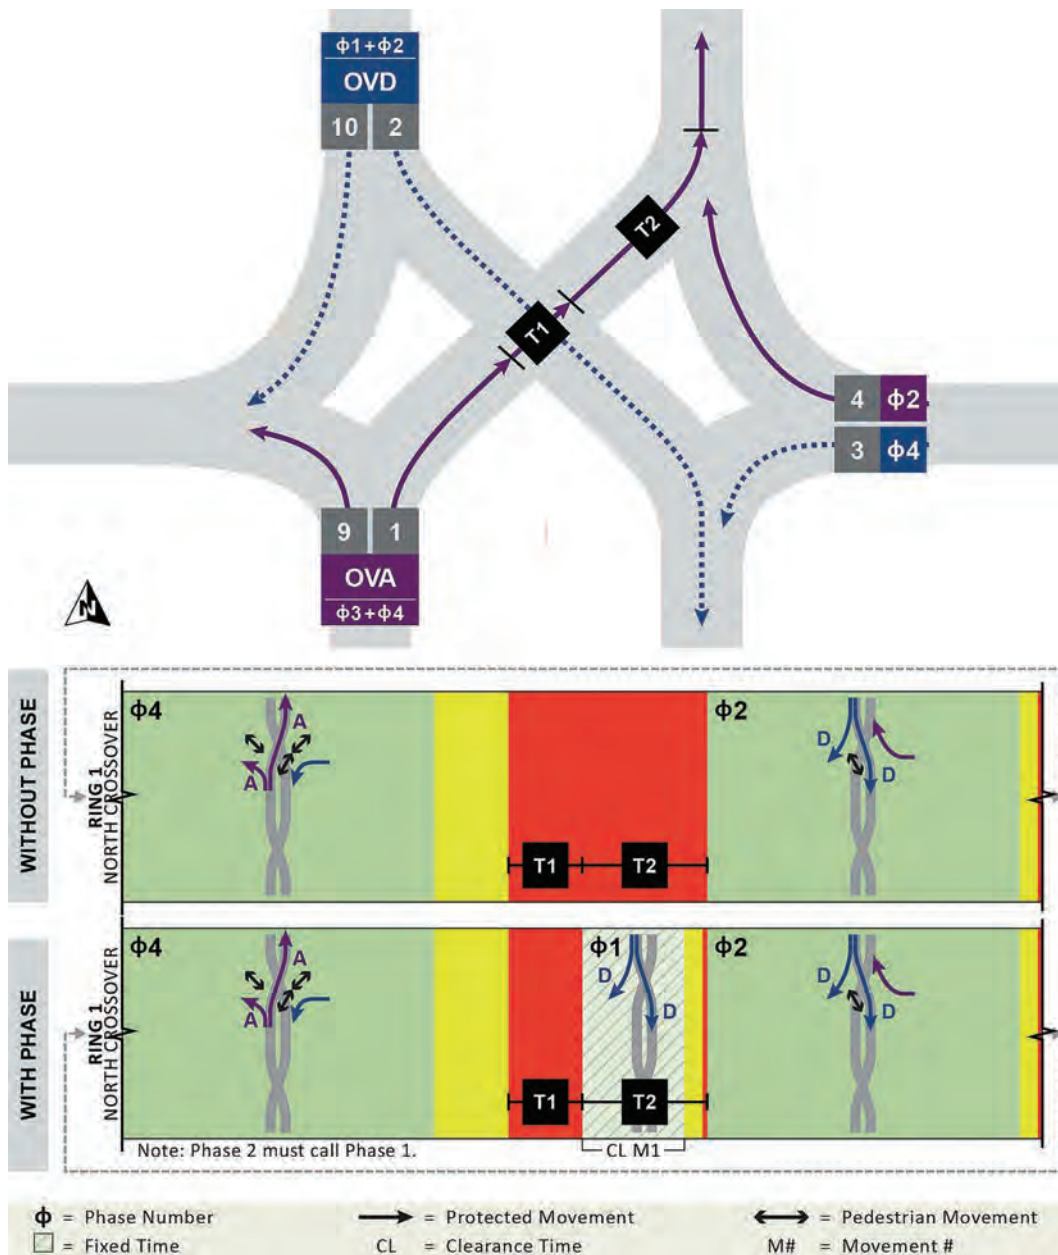 ϕ1+ϕ2
OVD
10 2
T2
T1
4 ϕ2
3 ϕ4
9 1
OVA
ϕ3+ϕ4
N
WITHOUT PHASE
RING 1
NORTH CROSSOVER
ϕ4
A
A
T1
T2
ϕ2
D
D
WITH PHASE
RING 1
NORTH CROSSOVER
ϕ4
A
A
T1
ϕ1
D
D
T2
ϕ2
D
D
Note: Phase 2 must call Phase 1.
CL M1
ϕ = Phase Number
= Protected Movement
= Pedestrian Movement
= Fixed Time
CL = Clearance Time
M# = Movement #